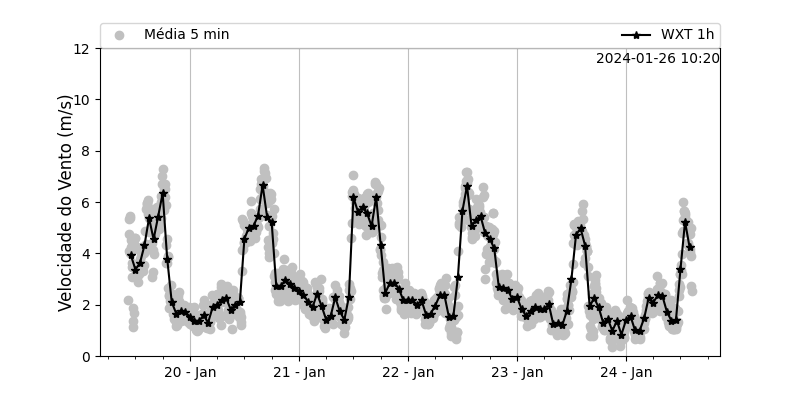 Média 5 min
WXT 1h
2024-01-26 10:20
Velocidade do Vento (m/s)
12
10
8
6
4
2
0
20 - Jan
21 - Jan
22 - Jan
23 - Jan
24 - Jan